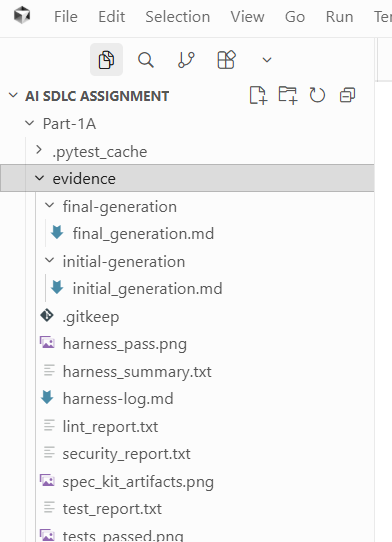 File Edit Selection View Go Run
AI SDLC ASSIGNMENT
Part-1A
.pytest_cache
evidence
final-generation
final_generation.md
initial-generation
initial_generation.md
.gitkeep
harness_pass.png
harness_summary.txt
harness-log.md
lint_report.txt
security_report.txt
spec_kit_artifacts.png
test_report.txt
tests_passed.png